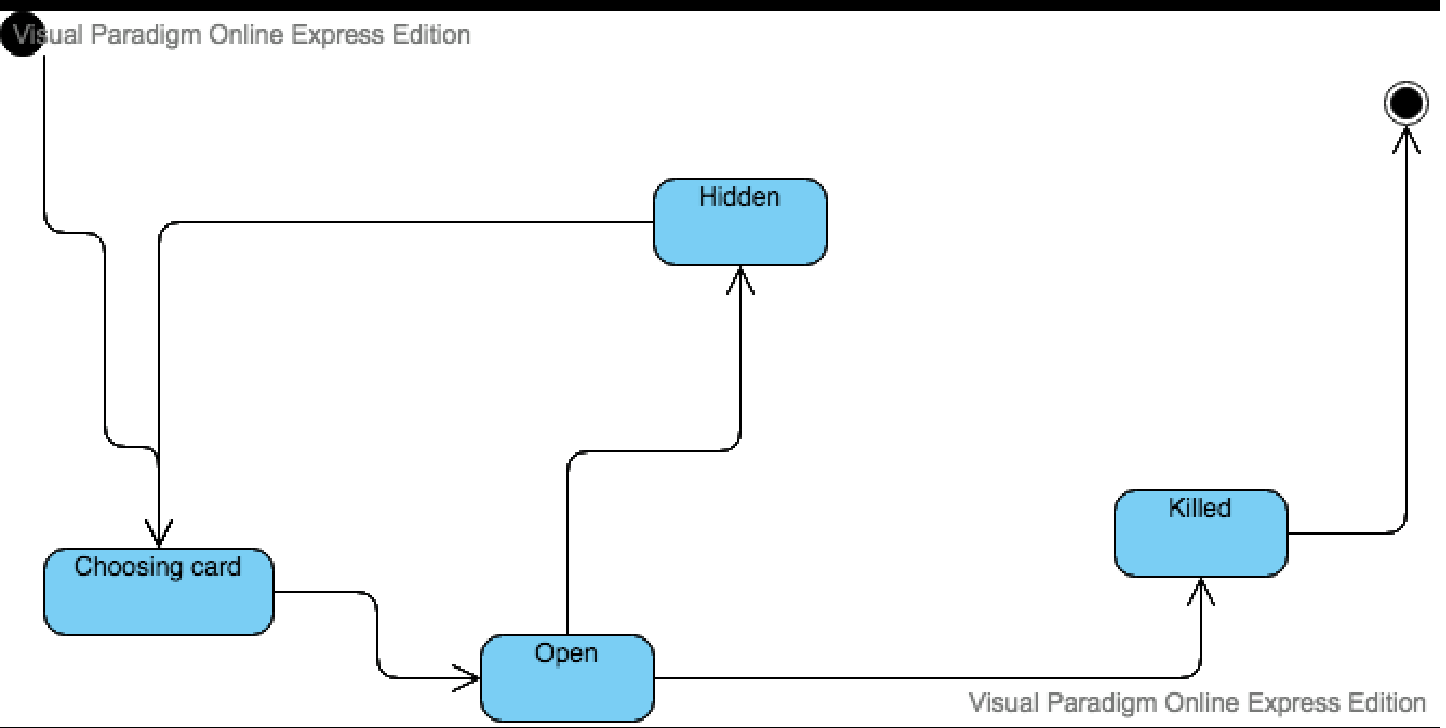 Visual Paradigm Online Express Edition
Hidden
Killed
Choosing card
Open
Visual Paradigm Online Express Edition